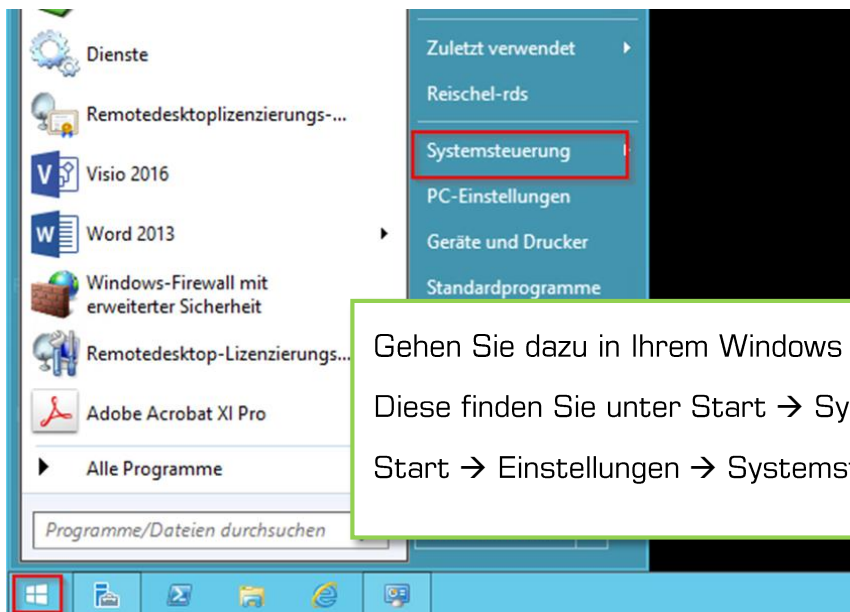 Dienste
Remotedesktoplizenzierungs-...
Visio 2016
Word 2013
Windows-Firewall mit
erweiterter Sicherheit
Remotedesktop-Lizenzierungs...
Adobe Acrobat XI Pro
Alle Programme
Programme/Dateien durchsuchen
Zuletzt verwendet
Reischel-rds
Systemsteuerung
PC-Einstellungen
Geräte und Drucker
Standardprogramme
Gehen Sie dazu in Ihrem Windows
Diese finden Sie unter Start → Sy
Start → Einstellungen → Systems